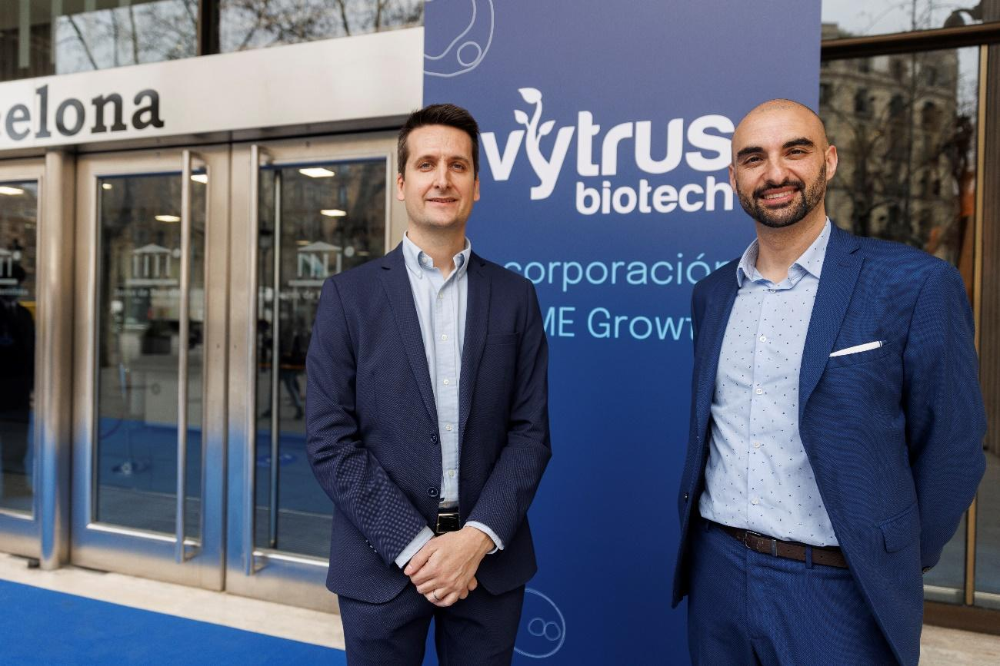 elona
vytrus
biotech
corporación
ME Growt